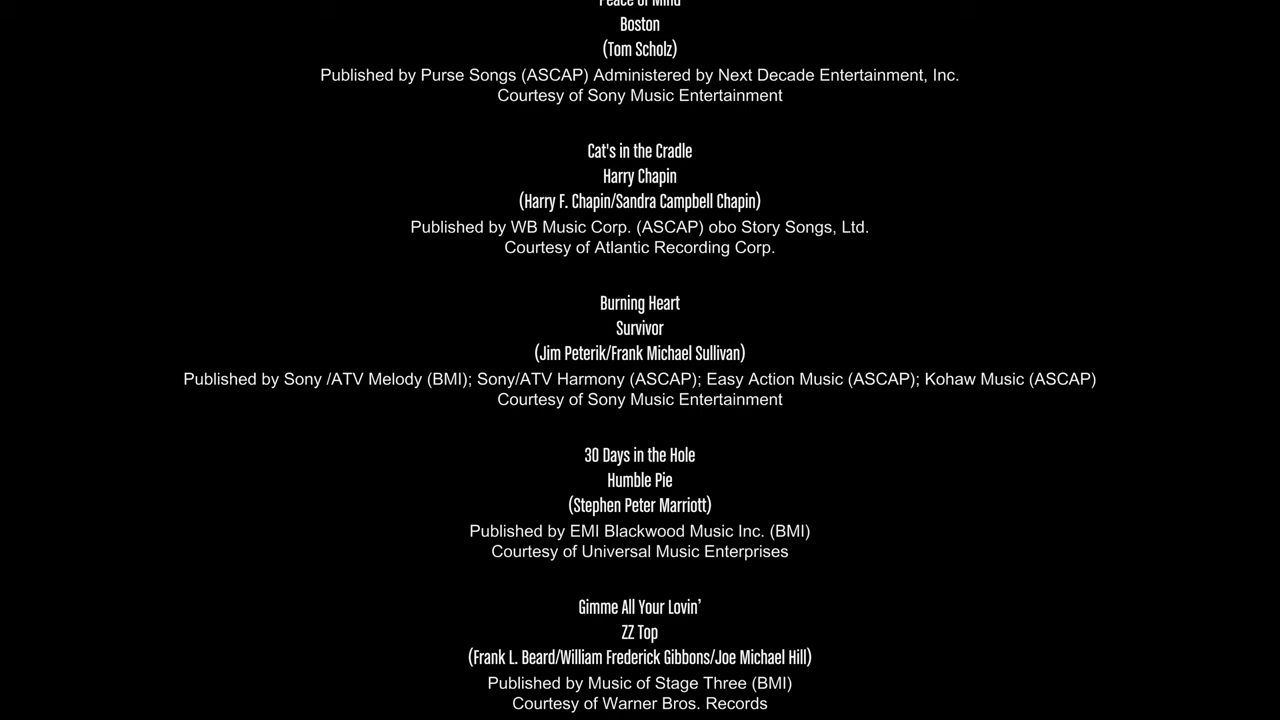 Peace of Mind
Boston
(Tom Scholz)
Published by Purse Songs (ASCAP) Administered by Next Decade Entertainment, Inc.
Courtesy of Sony Music Entertainment
Cat's in the Cradle
Harry Chapin
(Harry F. Chapin/Sandra Campbell Chapin)
Published by WB Music Corp. (ASCAP) obo Story Songs, Ltd.
Courtesy of Atlantic Recording Corp.
Burning Heart
Survivor
(Jim Peterik/Frank Michael Sullivan)
Published by Sony /ATV Melody (BMI); Sony/ATV Harmony (ASCAP); Easy Action Music (ASCAP); Kohaw Music (ASCAP)
Courtesy of Sony Music Entertainment
30 Days in the Hole
Humble Pie
(Stephen Peter Marriott)
Published by EMI Blackwood Music Inc. (BMI)
Courtesy of Universal Music Enterprises
Gimme All Your Lovin’
ZZ Top
(Frank L. Beard/William Frederick Gibbons/Joe Michael Hill)
Published by Music of Stage Three (BMI)
Courtesy of Warner Bros. Records